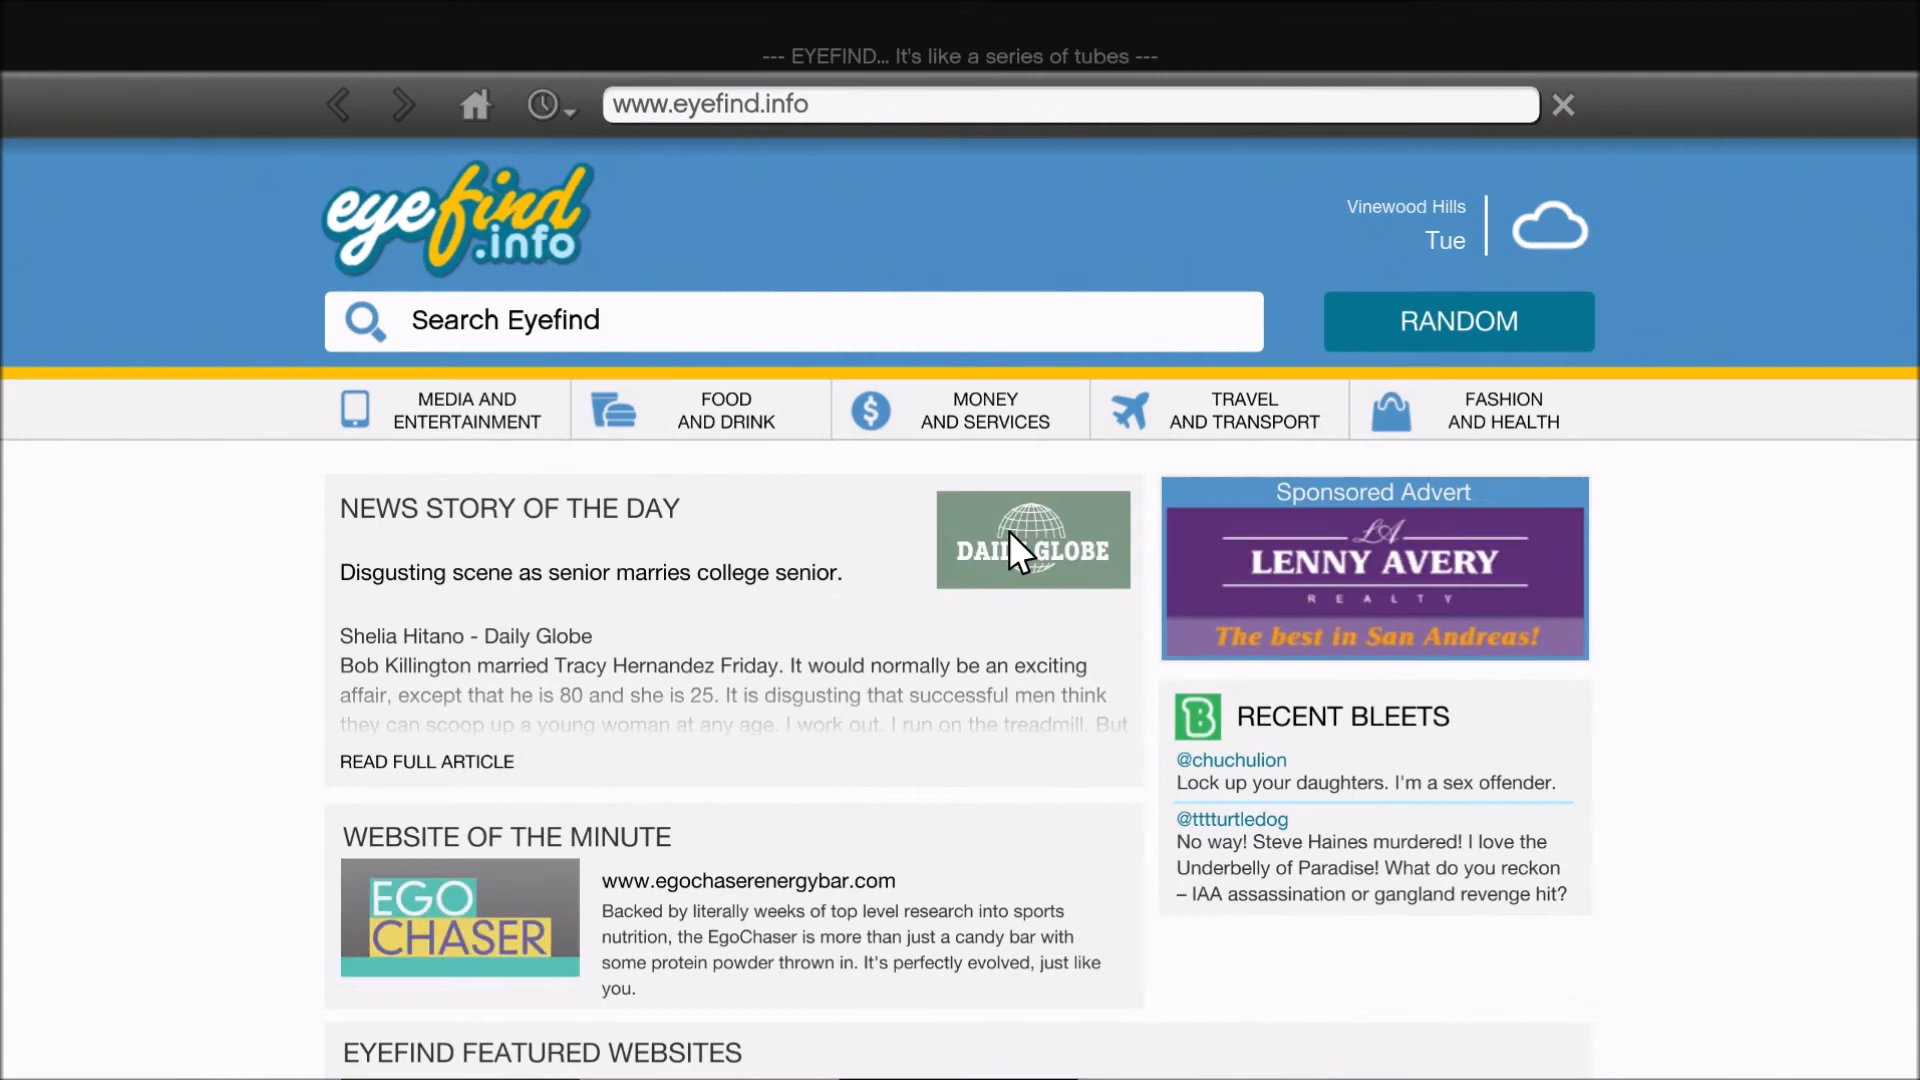 --- EYEFIND... It's like a series of tubes ---
www.eyefind.info
eyefind
.info
Vinewood Hills
Tue
Search Eyefind
RANDOM
MEDIA AND
ENTERTAINMENT
FOOD
AND DRINK
MONEY
AND SERVICES
TRAVEL
AND TRANSPORT
FASHION
AND HEALTH
NEWS STORY OF THE DAY
DAILY GLOBE
Disgusting scene as senior marries college senior.
Shelia Hitano - Daily Globe
Bob Killington married Tracy Hernandez Friday. It would normally be an exciting
affair, except that he is 80 and she is 25. It is disgusting that successful men think
they can scoop up a young woman at any age. I work out. I run on the treadmill. But
READ FULL ARTICLE
Sponsored Advert
LA
LENNY AVERY
REALTY
The best in San Andreas!
B
RECENT BLEETS
@chuchulion
Lock up your daughters. I'm a sex offender.
@tttturtledog
No way! Steve Haines murdered! I love the
Underbelly of Paradise! What do you reckon
– IAA assassination or gangland revenge hit?
WEBSITE OF THE MINUTE
EGO
CHASER
www.egochaserenergybar.com
Backed by literally weeks of top level research into sports
nutrition, the EgoChaser is more than just a candy bar with
some protein powder thrown in. It's perfectly evolved, just like
you.
EYEFIND FEATURED WEBSITES